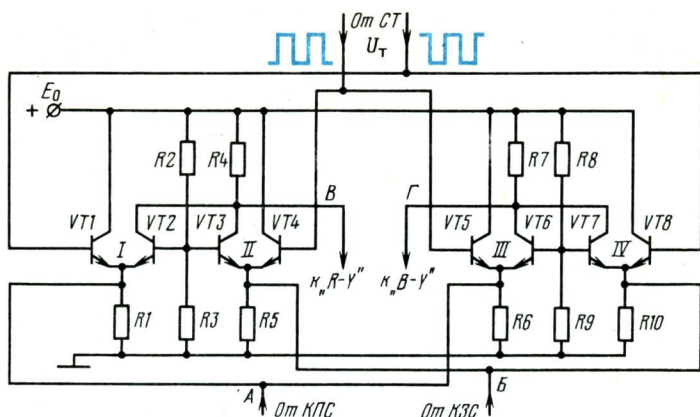 От СТ
Uт
E₀
+
R2
R4
R7
R8
В
Г
VT1
VT2
VT3
VT4
VT5
VT6
VT7
VT8
I
II
III
IV
к „R-Y"
к „B-Y"
R1
R3
R5
R6
R9
R10
А
Б
От КПС
От КЗС